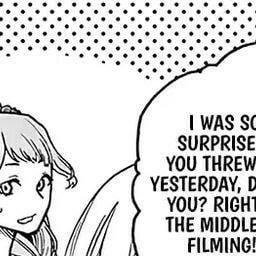 I WAS SO
SURPRISE
YOU THREW
YESTERDAY, D
YOU? RIGHT
THE MIDDLE
FILMING!